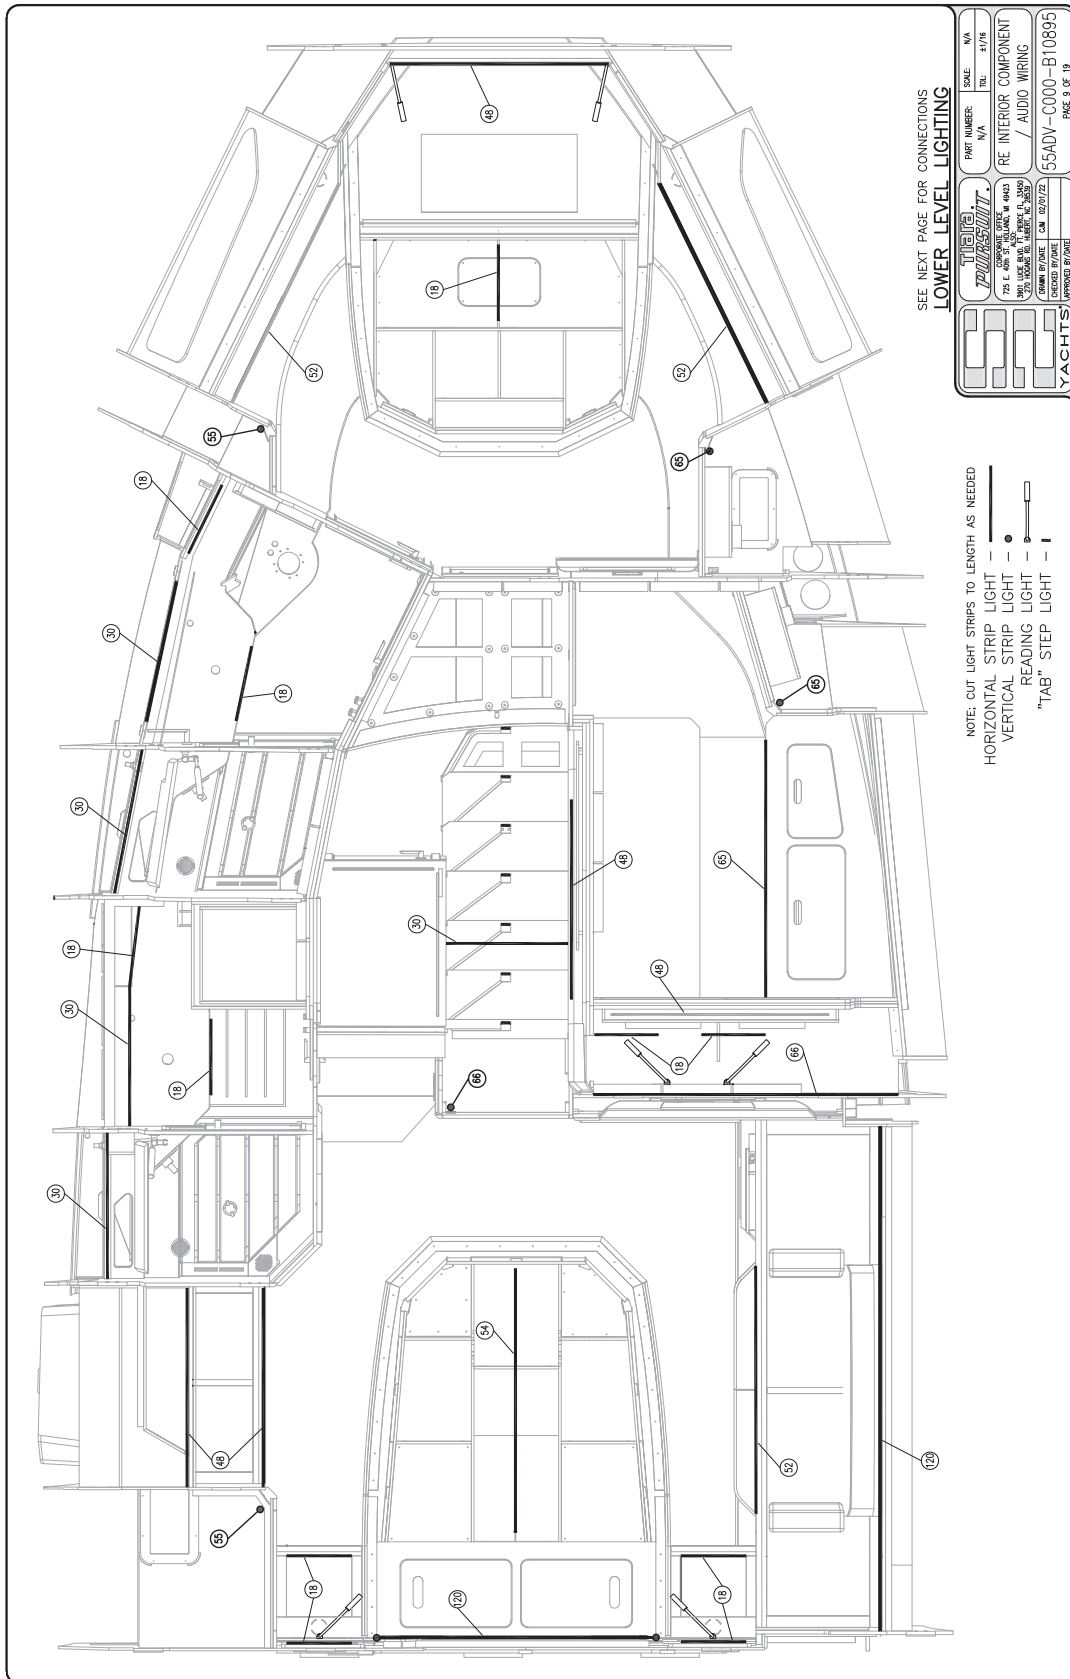 SEE NEXT PAGE FOR CONNECTIONS
LOWER LEVEL LIGHTING
NOTE; CUT LIGHT STRIPS TO LENGTH AS NEEDED
HORIZONTAL STRIP LIGHT –
VERTICAL STRIP LIGHT –
READING LIGHT –
"TAB" STEP LIGHT –
YACHTS
Tiara
PURSUIT
CORPORATE OFFICE
725 E. 40th ST. HOLLAND, MI 49423
ALSO:
3901 ST. LUCIE BLVD. FT. PIERCE FL. 33450
270 HOGANS RD. HUBERT, NC 28539
DRAWN BY/DATE CJM 02/01/22
CHECKED BY/DATE
APPROVED BY/DATE
PART NUMBER: N/A
SCALE: N/A
TOL: ±1/16
RE INTERIOR COMPONENT
/ AUDIO WIRING
55ADV-C000-B10895
PAGE 9 OF 19
48
18
52
52
55
65
18
30
18
65
30
48
65
30
18
30
48
18
18
66
66
30
54
48
52
120
55
18
120
18